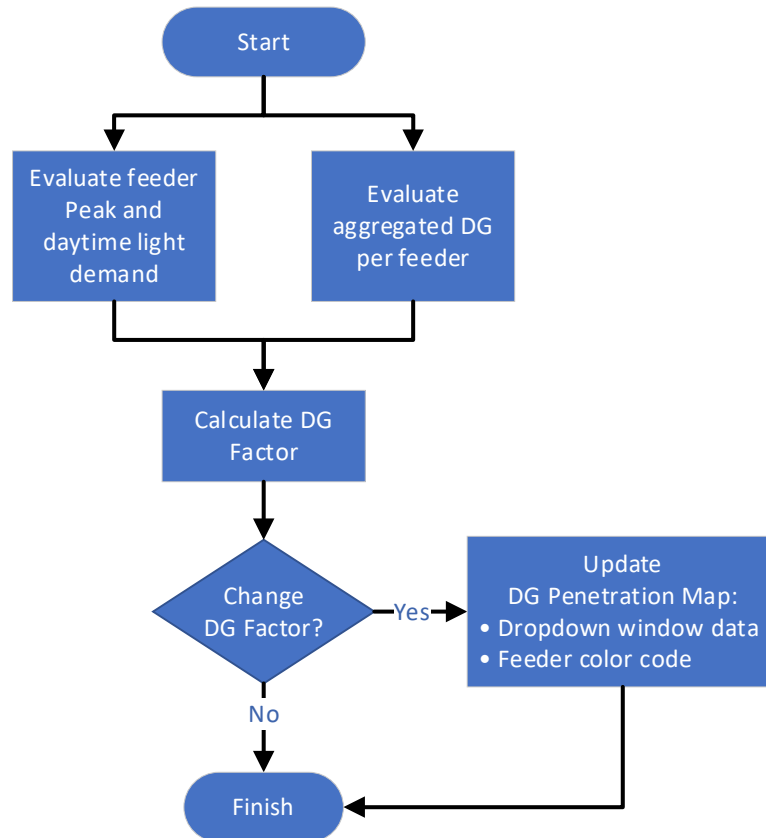 Start
Evaluate feeder
Peak and
daytime light
demand
Evaluate
aggregated DG
per feeder
Calculate DG
Factor
Change
DG Factor?
Yes
Update
DG Penetration Map:
• Dropdown window data
• Feeder color code
No
Finish